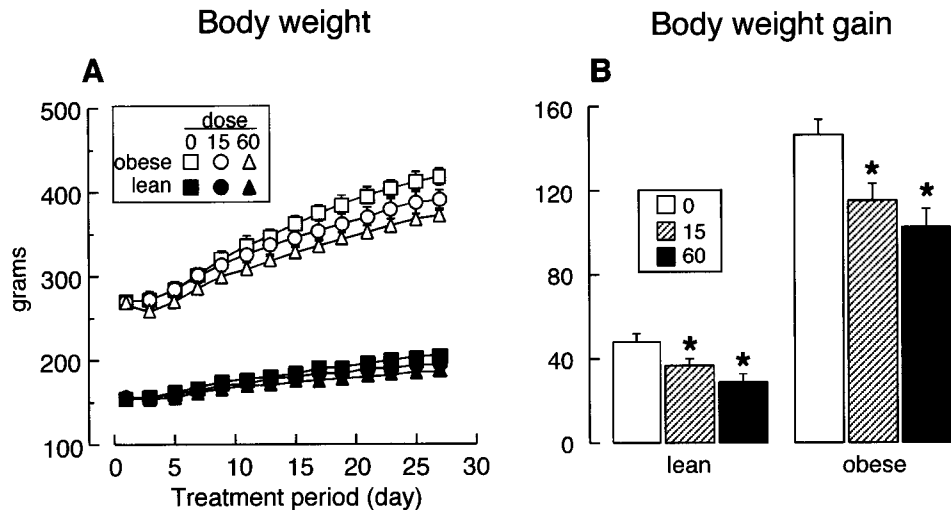 Body weight
A
dose
0 15 60
obese
lean
500
400
300
200
100
grams
0 5 10 15 20 25 30
Treatment period (day)
Body weight gain
B
160
120
80
40
0
0
15
60
* *
* *
lean obese